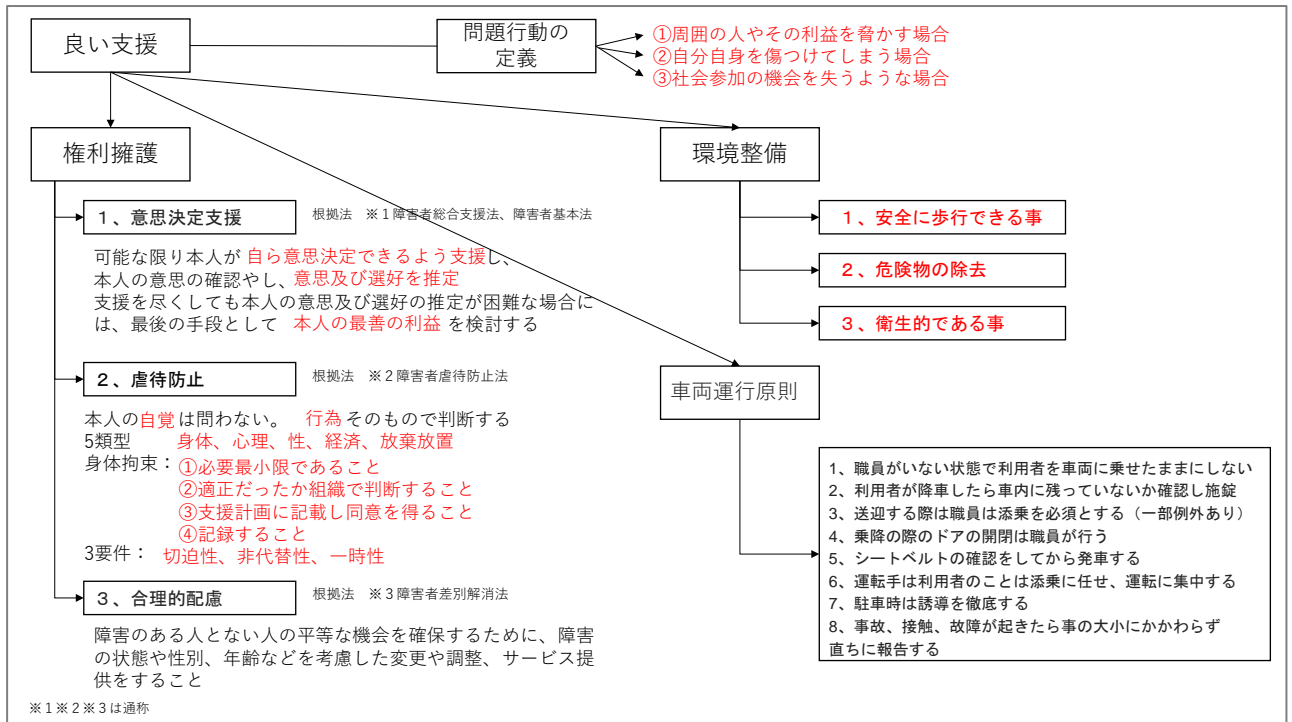 良い支援
問題行動の
定義
①周囲の人やその利益を脅かす場合
②自分自身を傷つけてしまう場合
③社会参加の機会を失うような場合
権利擁護
1、意思決定支援
根拠法　※1障害者総合支援法、障害者基本法
可能な限り本人が 自ら意思決定できるよう支援し、
本人の意思の確認やし、意思及び選好を推定
支援を尽くしても本人の意思及び選好の推定が困難な場合に
は、最後の手段として　本人の最善の利益 を検討する
2、虐待防止
根拠法　※2障害者虐待防止法
本人の自覚は問わない。　行為 そのもので判断する
5類型　身体、心理、性、経済、放棄放置
身体拘束：①必要最小限であること
②適正だったか組織で判断すること
③支援計画に記載し同意を得ること
④記録すること
3要件：　切迫性、非代替性、一時性
3、合理的配慮
根拠法　※3障害者差別解消法
障害のある人とない人の平等な機会を確保するために、障害
の状態や性別、年齢などを考慮した変更や調整、サービス提
供をすること
※1※2※3は通称
環境整備
1、安全に歩行できる事
2、危険物の除去
3、衛生的である事
車両運行原則
1、職員がいない状態で利用者を車両に乗せたままにしない
2、利用者が降車したら車内に残っていないか確認し施錠
3、送迎する際は職員は添乗を必須とする（一部例外あり）
4、乗降の際のドアの開閉は職員が行う
5、シートベルトの確認をしてから発車する
6、運転手は利用者のことは添乗に任せ、運転に集中する
7、駐車時は誘導を徹底する
8、事故、接触、故障が起きたら事の大小にかかわらず
直ちに報告する